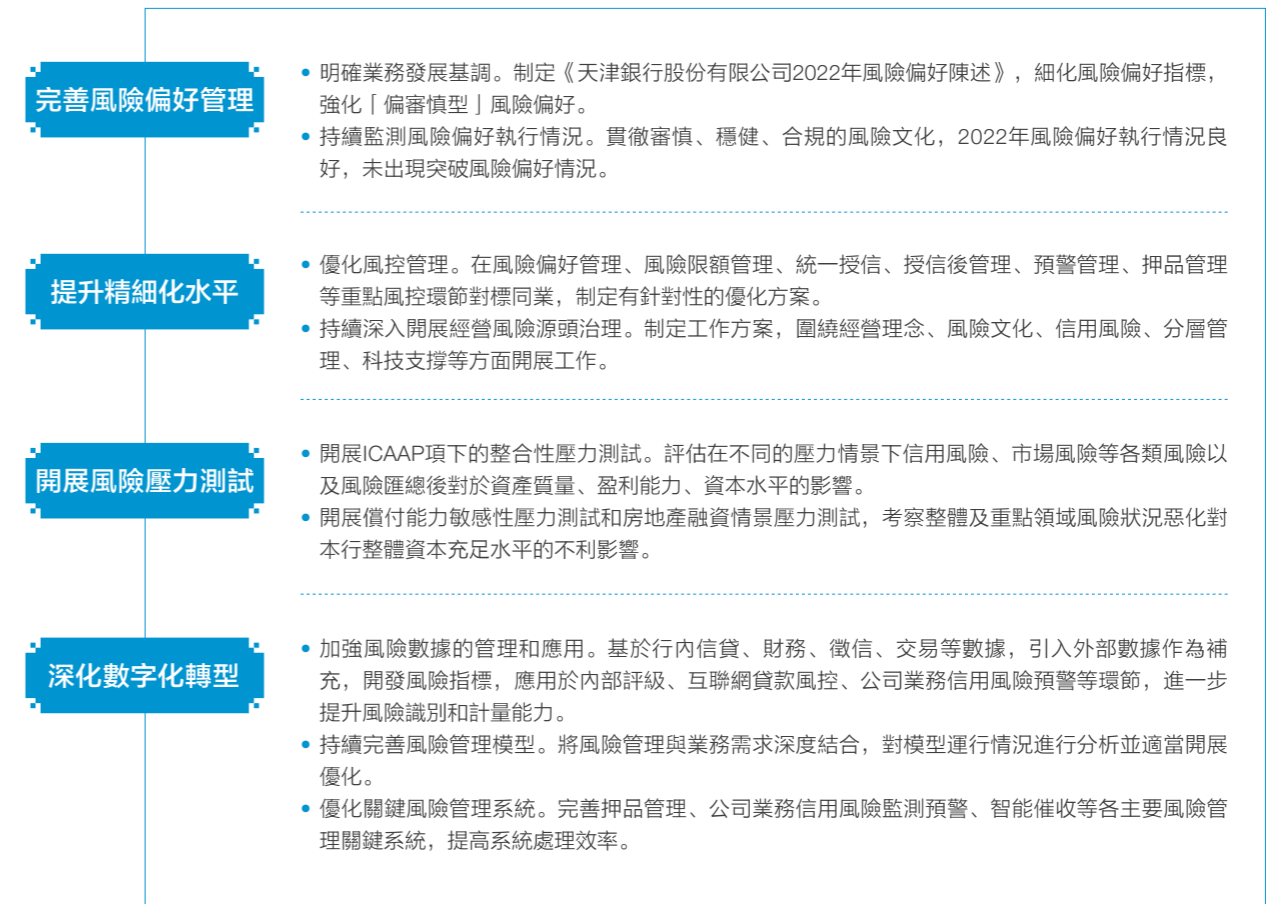 完善風險偏好管理
• 明確業務發展基調。制定《天津銀行股份有限公司2022年風險偏好陳述》，細化風險偏好指標，
強化「偏審慎型」風險偏好。
• 持續監測風險偏好執行情況。貫徹審慎、穩健、合規的風險文化，2022年風險偏好執行情況良
好，未出現突破風險偏好情況。
提升精細化水平
• 優化風控管理。在風險偏好管理、風險限額管理、統一授信、授信後管理、預警管理、押品管理
等重點風控環節對標同業，制定有針對性的優化方案。
• 持續深入開展經營風險源頭治理。制定工作方案，圍繞經營理念、風險文化、信用風險、分層管
理、科技支撐等方面開展工作。
開展風險壓力測試
• 開展ICAAP項下的整合性壓力測試。評估在不同的壓力情景下信用風險、市場風險等各類風險以
及風險匯總後對於資產質量、盈利能力、資本水平的影響。
• 開展償付能力敏感性壓力測試和房地產融資情景壓力測試，考察整體及重點領域風險狀況惡化對
本行整體資本充足水平的不利影響。
深化數字化轉型
• 加強風險數據的管理和應用。基於行內信貸、財務、徵信、交易等數據，引入外部數據作為補
充，開發風險指標，應用於內部評級、互聯網貸款風控、公司業務信用風險預警等環節，進一步
提升風險識別和計量能力。
• 持續完善風險管理模型。將風險管理與業務需求深度結合，對模型運行情況進行分析並適當開展
優化。
• 優化關鍵風險管理系統。完善押品管理、公司業務信用風險監測預警、智能催收等各主要風險管
理關鍵系統，提高系統處理效率。